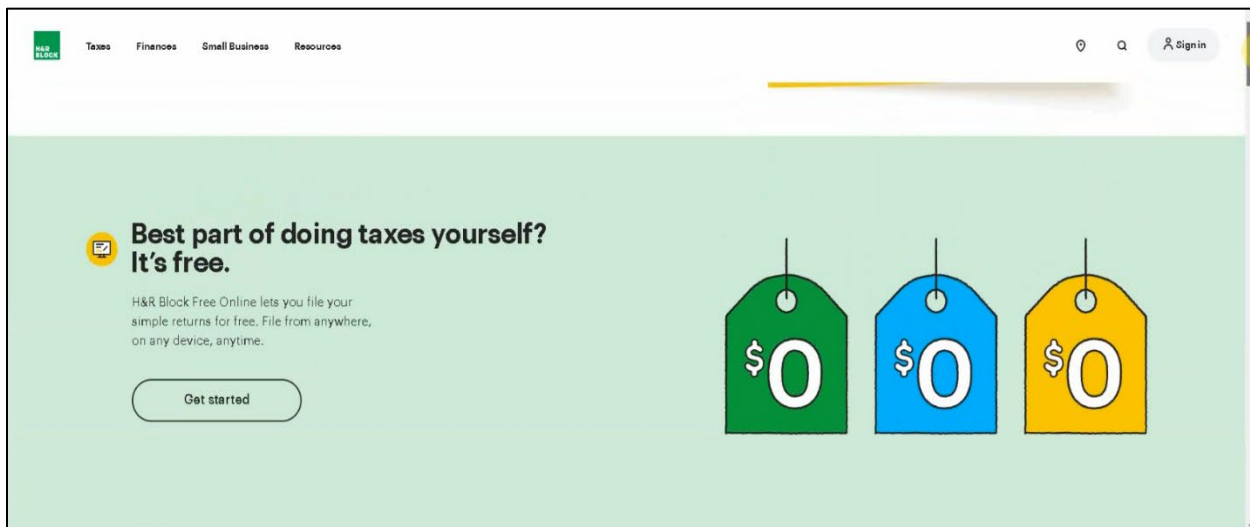 H&R
BLOCK
Taxes
Finances
Small Business
Resources
Sign in
Best part of doing taxes yourself?
It's free.
H&R Block Free Online lets you file your
simple returns for free. File from anywhere,
on any device, anytime.
Get started
$0
$0
$0